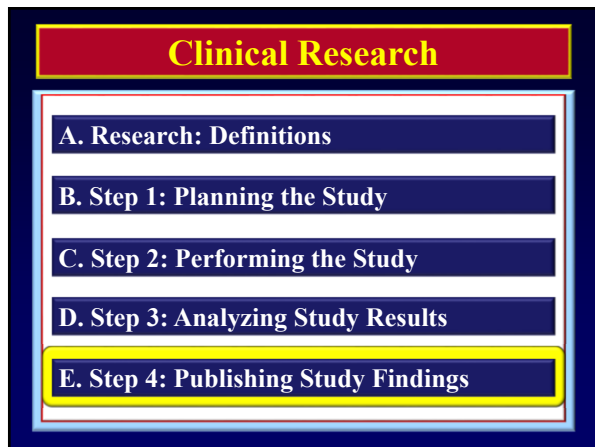 Clinical Research
A. Research: Definitions
B. Step 1: Planning the Study
C. Step 2: Performing the Study
D. Step 3: Analyzing Study Results
E. Step 4: Publishing Study Findings